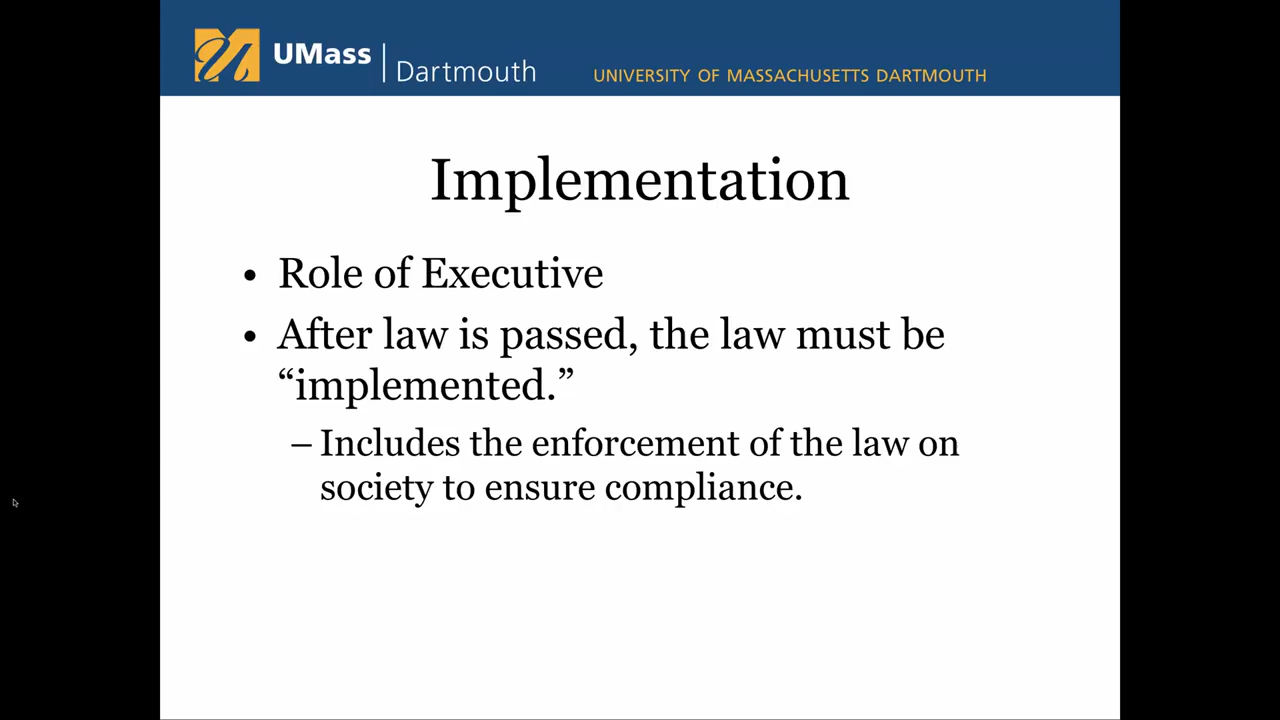 UMass | Dartmouth UNIVERSITY OF MASSACHUSETTS DARTMOUTH
Implementation
• Role of Executive
• After law is passed, the law must be
“implemented.”
– Includes the enforcement of the law on
society to ensure compliance.